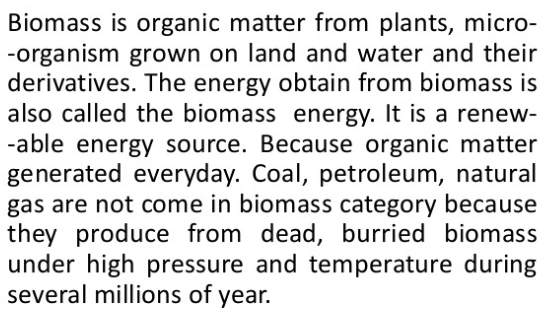 Biomass is organic matter from plants, micro-
-organism grown on land and water and their
derivatives. The energy obtain from biomass is
also called the biomass  energy. It is a renew-
-able energy source. Because organic matter
generated everyday. Coal, petroleum, natural
gas are not come in biomass category because
they produce from dead, burried biomass
under high pressure and temperature during
several millions of year.